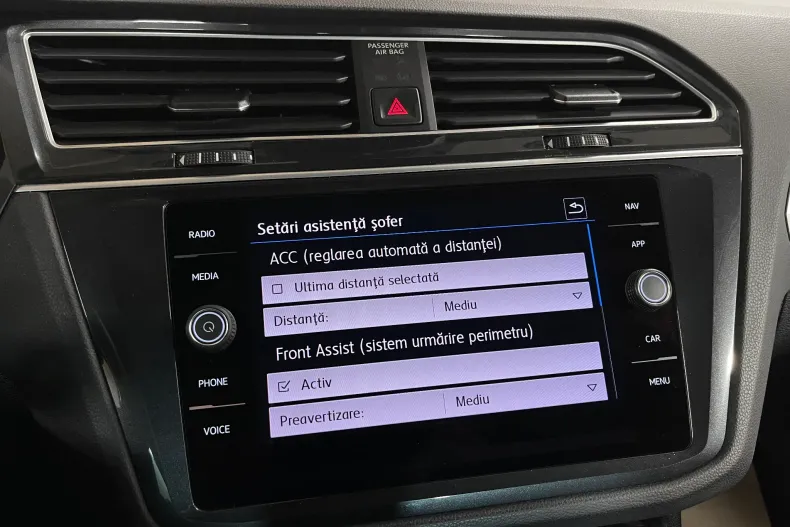 PASSENGER
AIR BAG
RADIO
MEDIA
PHONE
VOICE
Setări asistenţă şofer
ACC (reglarea automată a distanţei)
Ultima distanţă selectată
Distanţă: Mediu
Front Assist (sistem urmărire perimetru)
Activ
Preavertizare: Mediu
NAV
APP
CAR
MENU